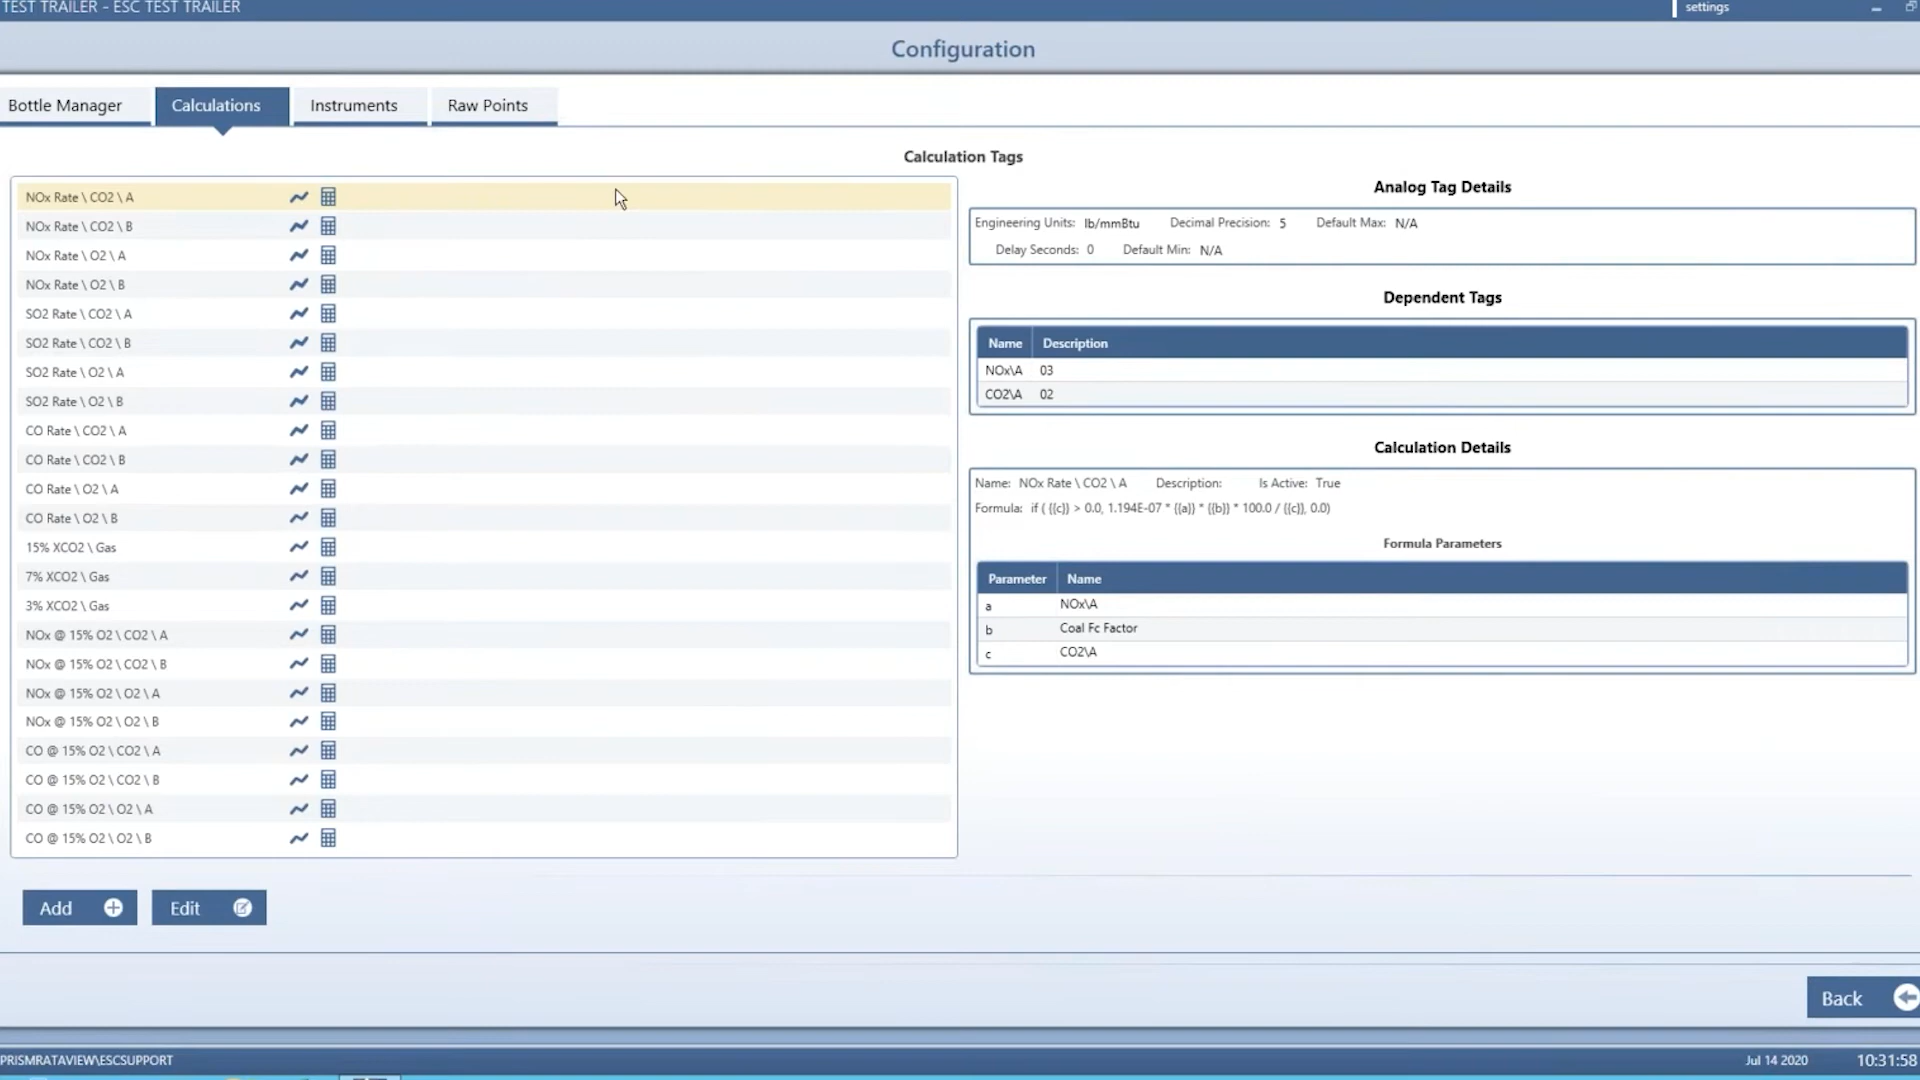 TEST TRAILER - ESC TEST TRAILER
settings
Configuration
Bottle Manager
Calculations
Instruments
Raw Points
Calculation Tags
NOx Rate \ CO2 \ A
NOx Rate \ CO2 \ B
NOx Rate \ O2 \ A
NOx Rate \ O2 \ B
SO2 Rate \ CO2 \ A
SO2 Rate \ CO2 \ B
SO2 Rate \ O2 \ A
SO2 Rate \ O2 \ B
CO Rate \ CO2 \ A
CO Rate \ CO2 \ B
CO Rate \ O2 \ A
CO Rate \ O2 \ B
15% XCO2 \ Gas
7% XCO2 \ Gas
3% XCO2 \ Gas
NOx @ 15% O2 \ CO2 \ A
NOx @ 15% O2 \ CO2 \ B
NOx @ 15% O2 \ O2 \ A
NOx @ 15% O2 \ O2 \ B
CO @ 15% O2 \ CO2 \ A
CO @ 15% O2 \ CO2 \ B
CO @ 15% O2 \ O2 \ A
CO @ 15% O2 \ O2 \ B
Analog Tag Details
Engineering Units: lb/mmBtu Decimal Precision: 5 Default Max: N/A
Delay Seconds: 0 Default Min: N/A
Dependent Tags
Name Description
NOx\A 03
CO2\A 02
Calculation Details
Name: NOx Rate \ CO2 \ A Description: Is Active: True
Formula: if ( {{c}} > 0.0, 1.194E-07 * {{a}} * {{b}} * 100.0 / {{c}}, 0.0)
Formula Parameters
Parameter Name
a NOx\A
b Coal Fc Factor
c CO2\A
Add
Edit
Back
PRISMRATAVIEW\ESCSUPPORT
Jul 14 2020 10:31:58